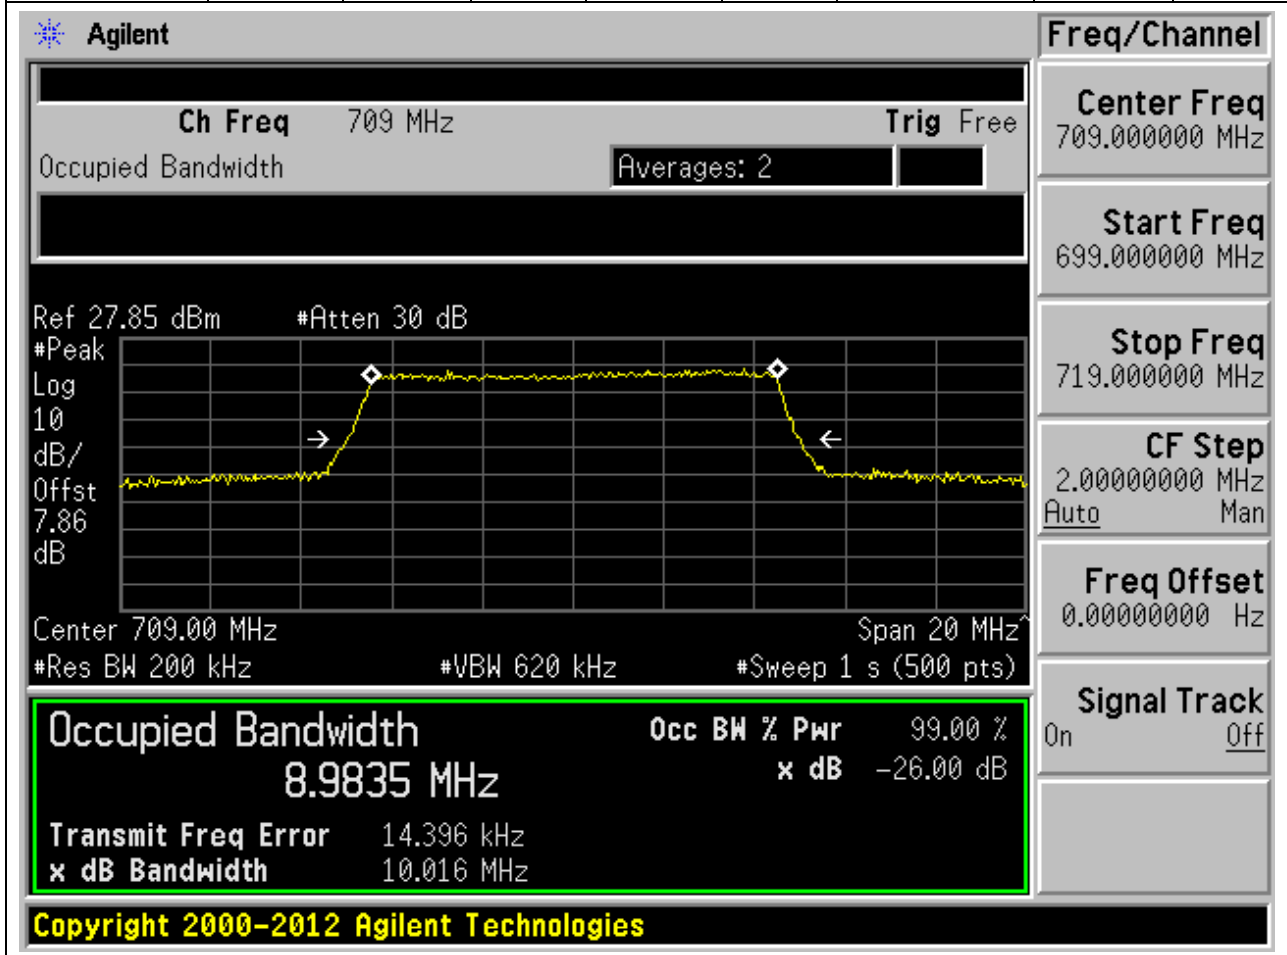 Agilent
Freq/Channel
Ch Freq 709 MHz Trig Free
Occupied Bandwidth Averages: 2
Center Freq
709.000000 MHz
Start Freq
699.000000 MHz
Stop Freq
719.000000 MHz
CF Step
2.00000000 MHz
Auto Man
Freq Offset
0.00000000 Hz
Signal Track
On Off
Ref 27.85 dBm #Atten 30 dB
#Peak
Log
10
dB/
Offst
7.86
dB
Center 709.00 MHz Span 20 MHz^
#Res BW 200 kHz #VBW 620 kHz #Sweep 1 s (500 pts)
Occupied Bandwidth
8.9835 MHz
Occ BW % Pwr 99.00 %
x dB -26.00 dB
Transmit Freq Error 14.396 kHz
x dB Bandwidth 10.016 MHz
Copyright 2000-2012 Agilent Technologies